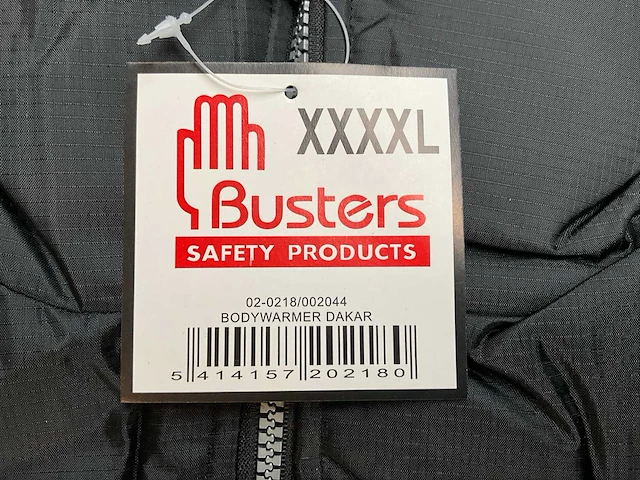 XXXXL
Busters
SAFETY PRODUCTS
02-0218/002044
BODYWARMER DAKAR
5 414157 202180